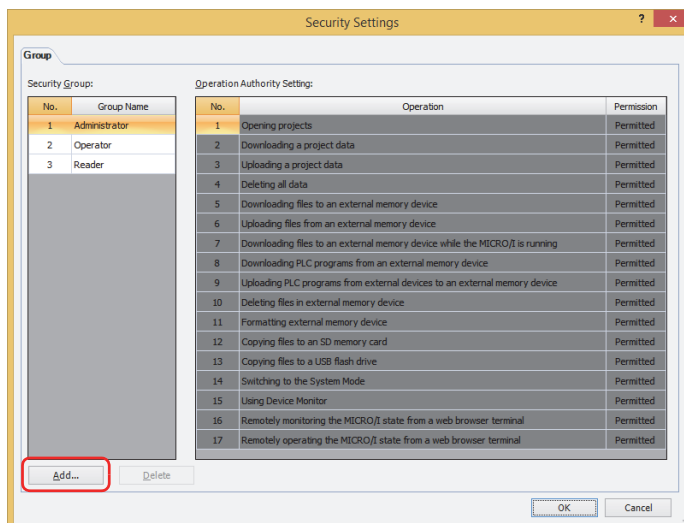 Security Settings
?
×
Group
Security Group:
Operation Authority Setting:
No. Group Name
1 Administrator
2 Operator
3 Reader
No. Operation Permission
1 Opening projects Permitted
2 Downloading a project data Permitted
3 Uploading a project data Permitted
4 Deleting all data Permitted
5 Downloading files to an external memory device Permitted
6 Uploading files from an external memory device Permitted
7 Downloading files to an external memory device while the MICRO/I is running Permitted
8 Downloading PLC programs from an external memory device Permitted
9 Uploading PLC programs from external devices to an external memory device Permitted
10 Deleting files in external memory device Permitted
11 Formatting external memory device Permitted
12 Copying files to an SD memory card Permitted
13 Copying files to a USB flash drive Permitted
14 Switching to the System Mode Permitted
15 Using Device Monitor Permitted
16 Remotely monitoring the MICRO/I state from a web browser terminal Permitted
17 Remotely operating the MICRO/I state from a web browser terminal Permitted
Add...
Delete
OK
Cancel